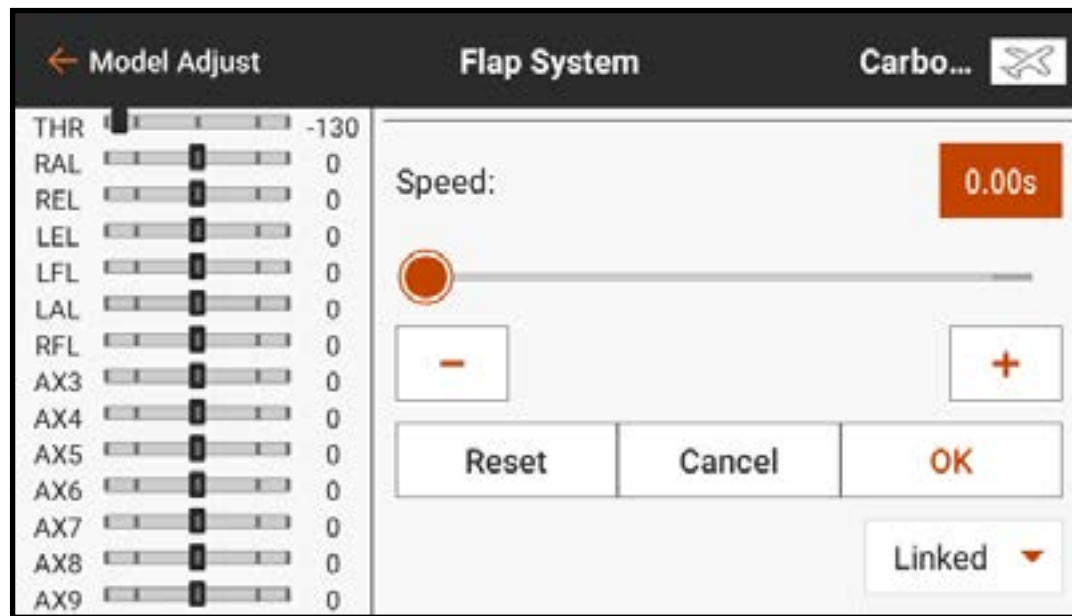 ← Model Adjust Flap System Carbo...
THR -130
RAL 0
REL 0
LEL 0
LFL 0
LAL 0
RFL 0
AX3 0
AX4 0
AX5 0
AX6 0
AX7 0
AX8 0
AX9 0
Speed: 0.00s
− +
Reset Cancel OK
Linked